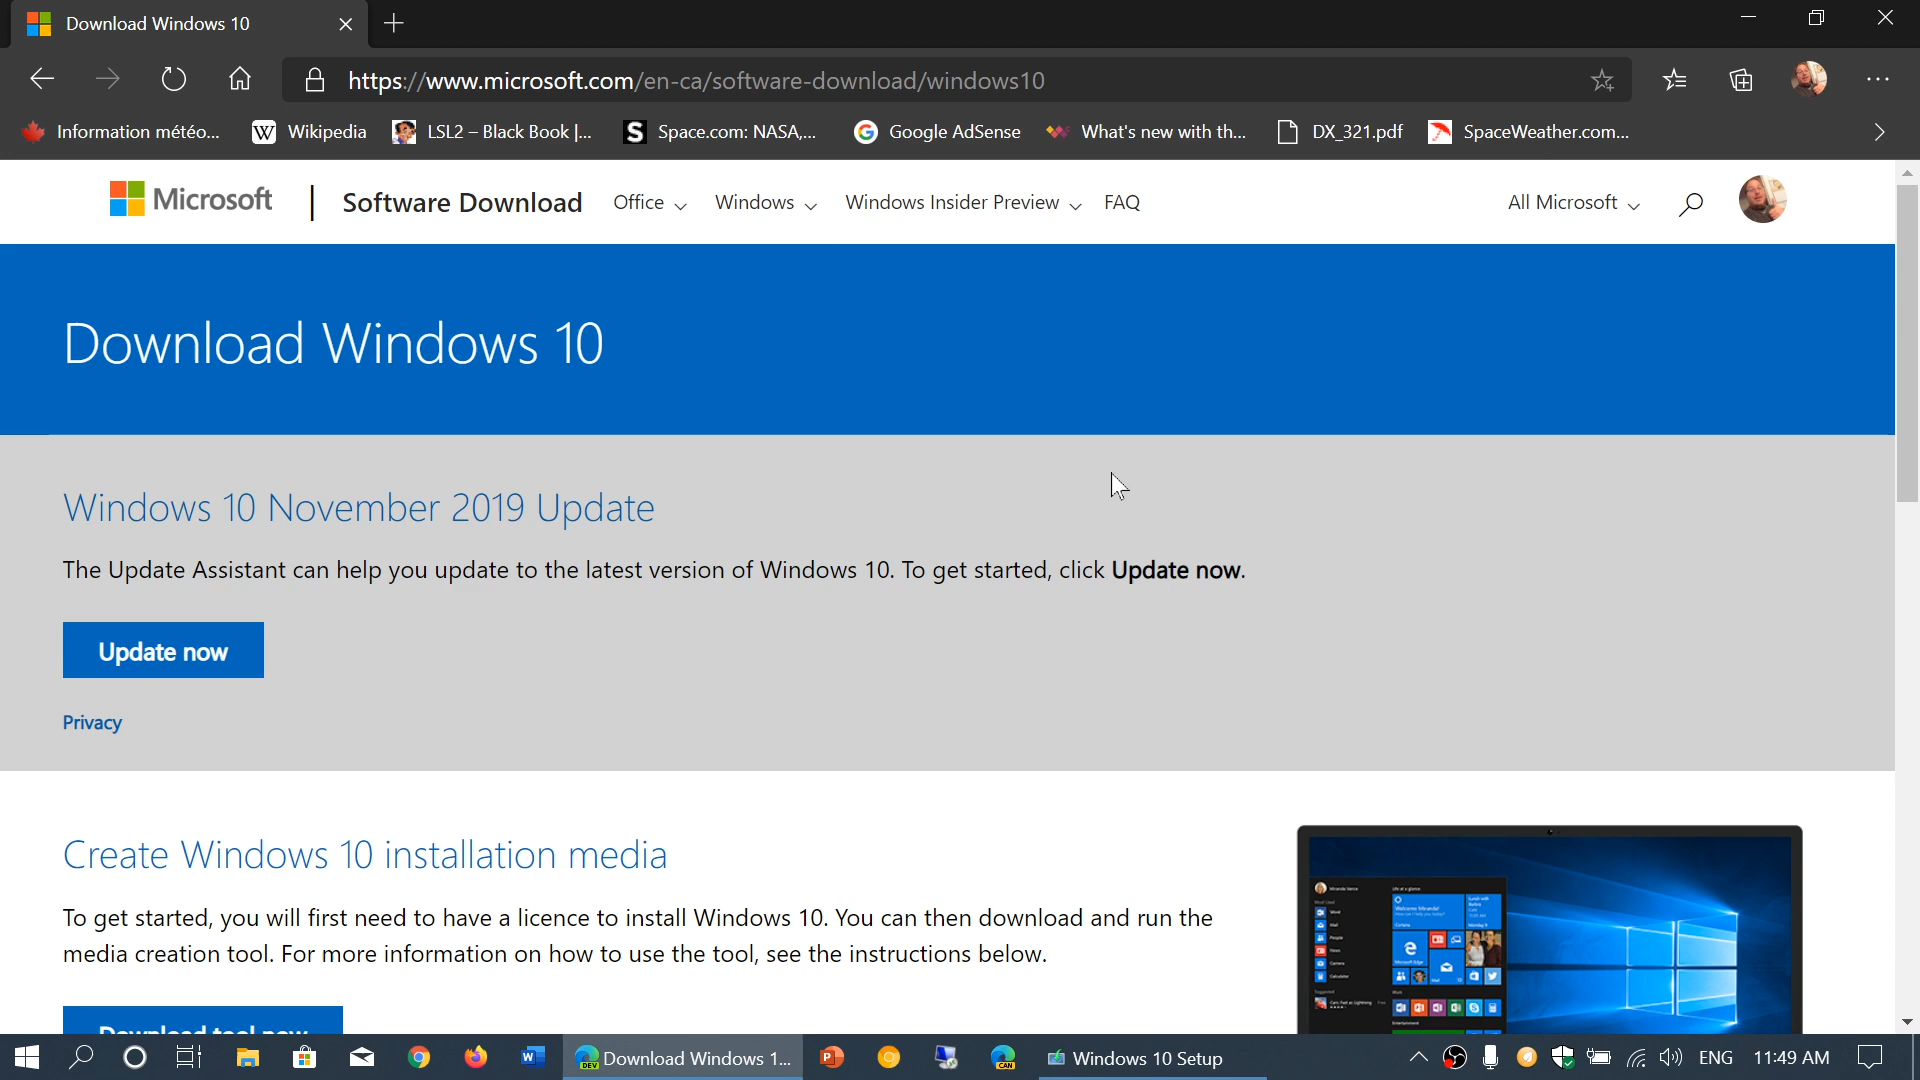 Download Windows 10
https://www.microsoft.com/en-ca/software-download/windows10
Information météo... Wikipedia LSL2 – Black Book |... Space.com: NASA,... Google AdSense What's new with th... DX_321.pdf SpaceWeather.com...
Microsoft Software Download Office Windows Windows Insider Preview FAQ All Microsoft
Download Windows 10
Windows 10 November 2019 Update
The Update Assistant can help you update to the latest version of Windows 10. To get started, click Update now.
Update now
Privacy
Create Windows 10 installation media
To get started, you will first need to have a licence to install Windows 10. You can then download and run the
media creation tool. For more information on how to use the tool, see the instructions below.
Download tool now
Download Windows 1... Windows 10 Setup ENG 11:49 AM